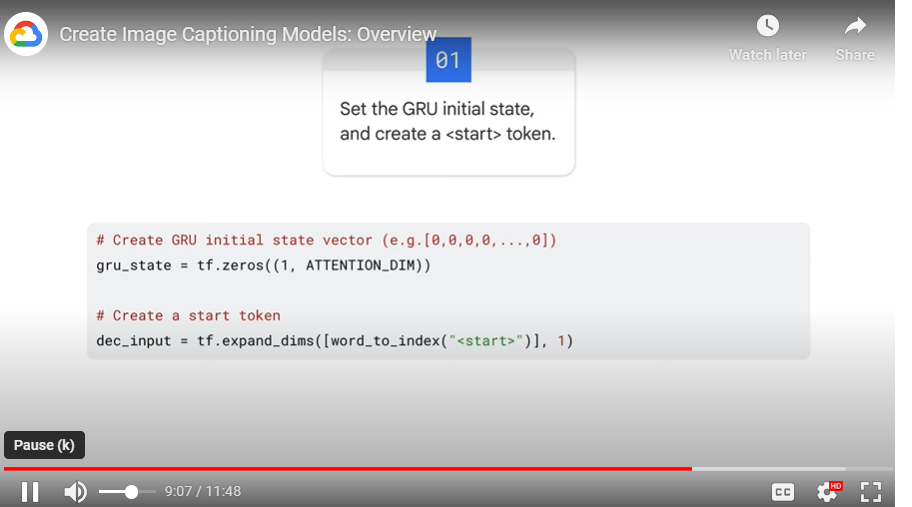 Create Image Captioning Models: Overview
Watch later
Share
01
Set the GRU initial state,
and create a <start> token.
# Create GRU initial state vector (e.g.[0,0,0,0,...,0])
gru_state = tf.zeros((1, ATTENTION_DIM))
# Create a start token
dec_input = tf.expand_dims([word_to_index("<start>")], 1)
Pause (k)
9:07 / 11:48
CC
HD